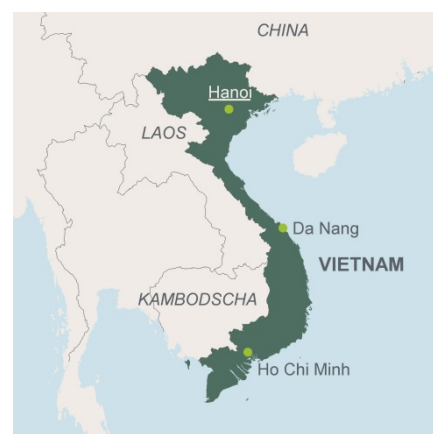 CHINA
Hanoi
LAOS
Da Nang
VIETNAM
KAMBODSCHA
Ho Chi Minh